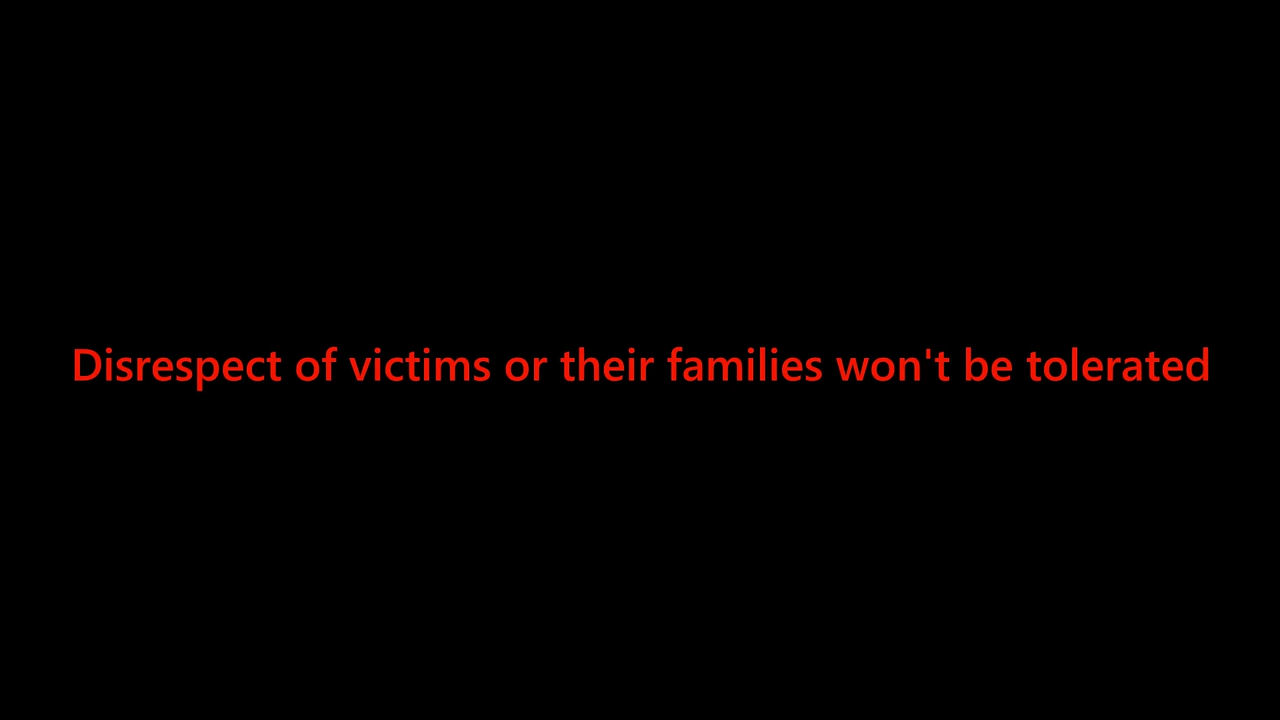 Disrespect of victims or their families won't be tolerated